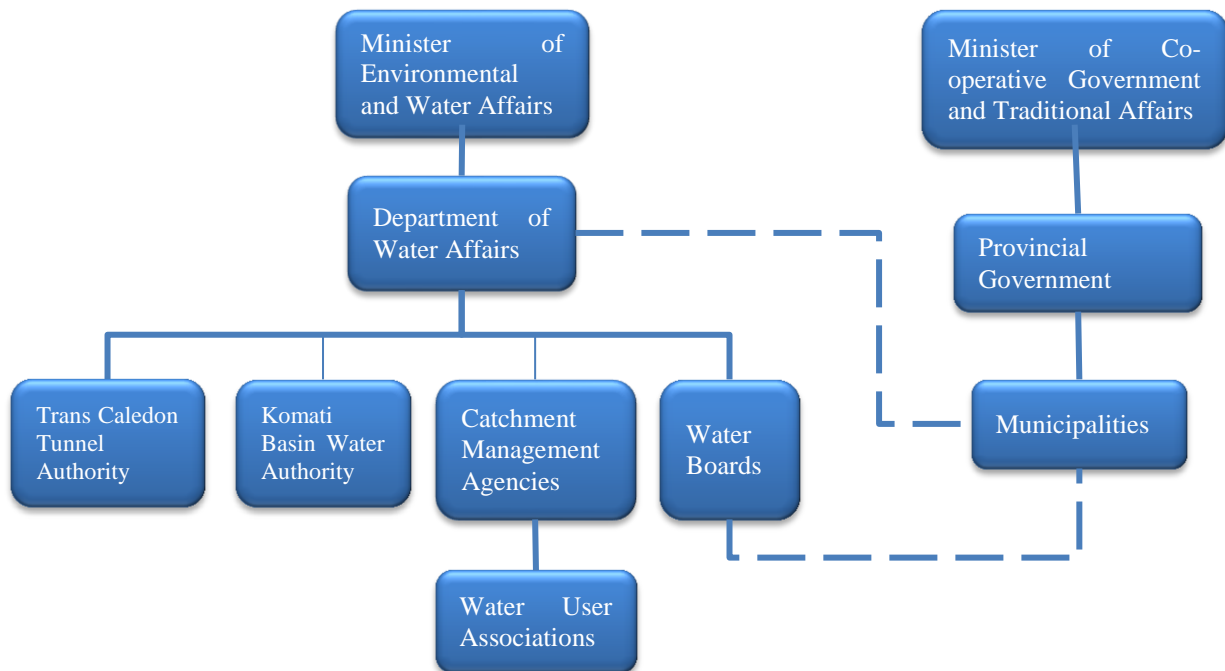 Minister of
Environmental
and Water Affairs
Minister of Co-
operative Government
and Traditional Affairs
Department of
Water Affairs
Provincial
Government
Trans Caledon
Tunnel
Authority
Komati
Basin Water
Authority
Catchment
Management
Agencies
Water
Boards
Municipalities
Water User
Associations